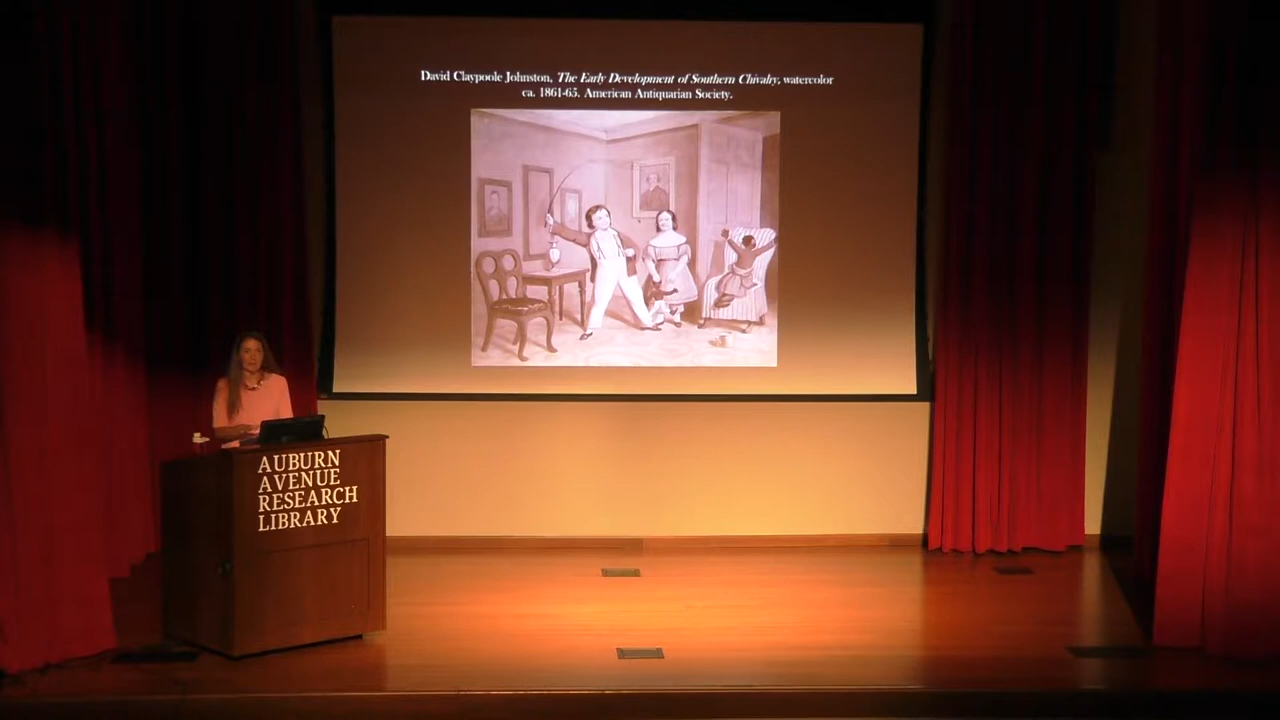 David Claypoole Johnston, The Early Development of Southern Chivalry, watercolor
ca. 1861-65. American Antiquarian Society.
AUBURN
AVENUE
RESEARCH
LIBRARY